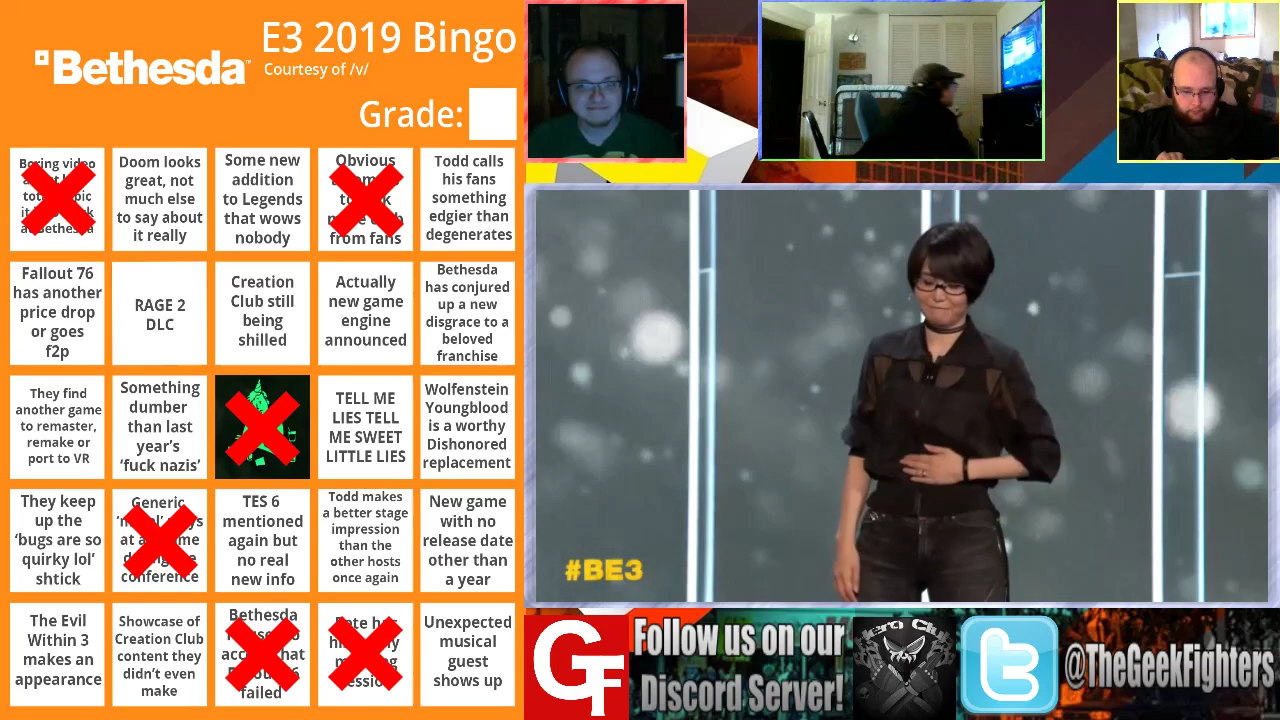 E3 2019 Bingo
Bethesda
Courtesy of /v/
Grade:
Boring video
Doom looks
great, not
much else
to say about
it really
Some new
addition
to Legends
that wows
nobody
Obvious
from fans
Todd calls
his fans
something
edgier than
degenerates
Fallout 76
has another
price drop
or goes
f2p
RAGE 2
DLC
Creation
Club still
being
shilled
Actually
new game
engine
announced
Bethesda
has conjured
up a new
disgrace to a
beloved
franchise
They find
another game
to remaster,
remake or
port to VR
Something
dumber
than last
year's
'fuck nazis'
TELL ME
LIES TELL
ME SWEET
LITTLE LIES
Wolfenstein
Youngblood
is a worthy
Dishonored
replacement
They keep
up the
'bugs are so
quirky lol'
shtick
Generic
conference
TES 6
mentioned
again but
no real
new info
Todd makes
a better stage
impression
than the
other hosts
once again
New game
with no
release date
other than
a year
The Evil
Within 3
makes an
appearance
Showcase of
Creation Club
content they
didn't even
make
Bethesda
failed
Unexpected
musical
guest
shows up
#BE3
GF
Follow us on our
Discord Server!
@TheGeekFighters